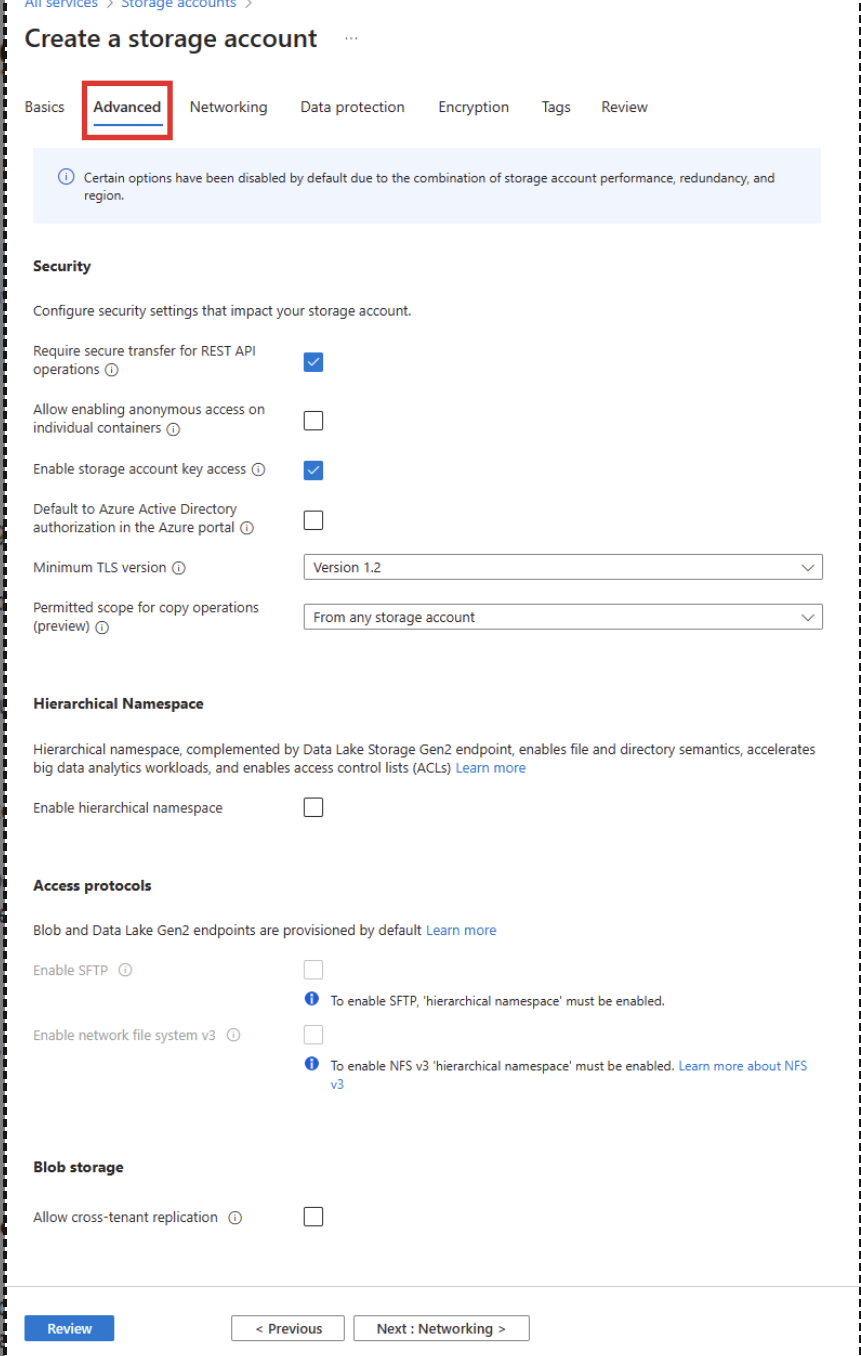 All services > Storage accounts >
Create a storage account ...
Basics Advanced Networking Data protection Encryption Tags Review
Certain options have been disabled by default due to the combination of storage account performance, redundancy, and
region.
Security
Configure security settings that impact your storage account.
Require secure transfer for REST API
operations
Allow enabling anonymous access on
individual containers
Enable storage account key access
Default to Azure Active Directory
authorization in the Azure portal
Minimum TLS version
Version 1.2
Permitted scope for copy operations
(preview)
From any storage account
Hierarchical Namespace
Hierarchical namespace, complemented by Data Lake Storage Gen2 endpoint, enables file and directory semantics, accelerates
big data analytics workloads, and enables access control lists (ACLs) Learn more
Enable hierarchical namespace
Access protocols
Blob and Data Lake Gen2 endpoints are provisioned by default Learn more
Enable SFTP
To enable SFTP, 'hierarchical namespace' must be enabled.
Enable network file system v3
To enable NFS v3 'hierarchical namespace' must be enabled. Learn more about NFS
v3
Blob storage
Allow cross-tenant replication
Review < Previous Next : Networking >